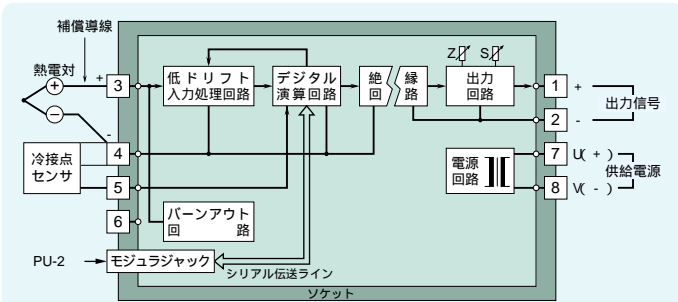 補償導線
熱電対
+
+
−
-
3
低ドリフト
入力処理回路
デジタル
演算回路
絶 縁
回 路
Z
S
出力
回路
1
+
出力信号
2
-
4
冷接点
センサ
5
6
バーンアウト
回 路
電源
回路
7
U( + )
供給電源
8
V( - )
PU-2
モジュラジャック
シリアル伝送ライン
ソケット